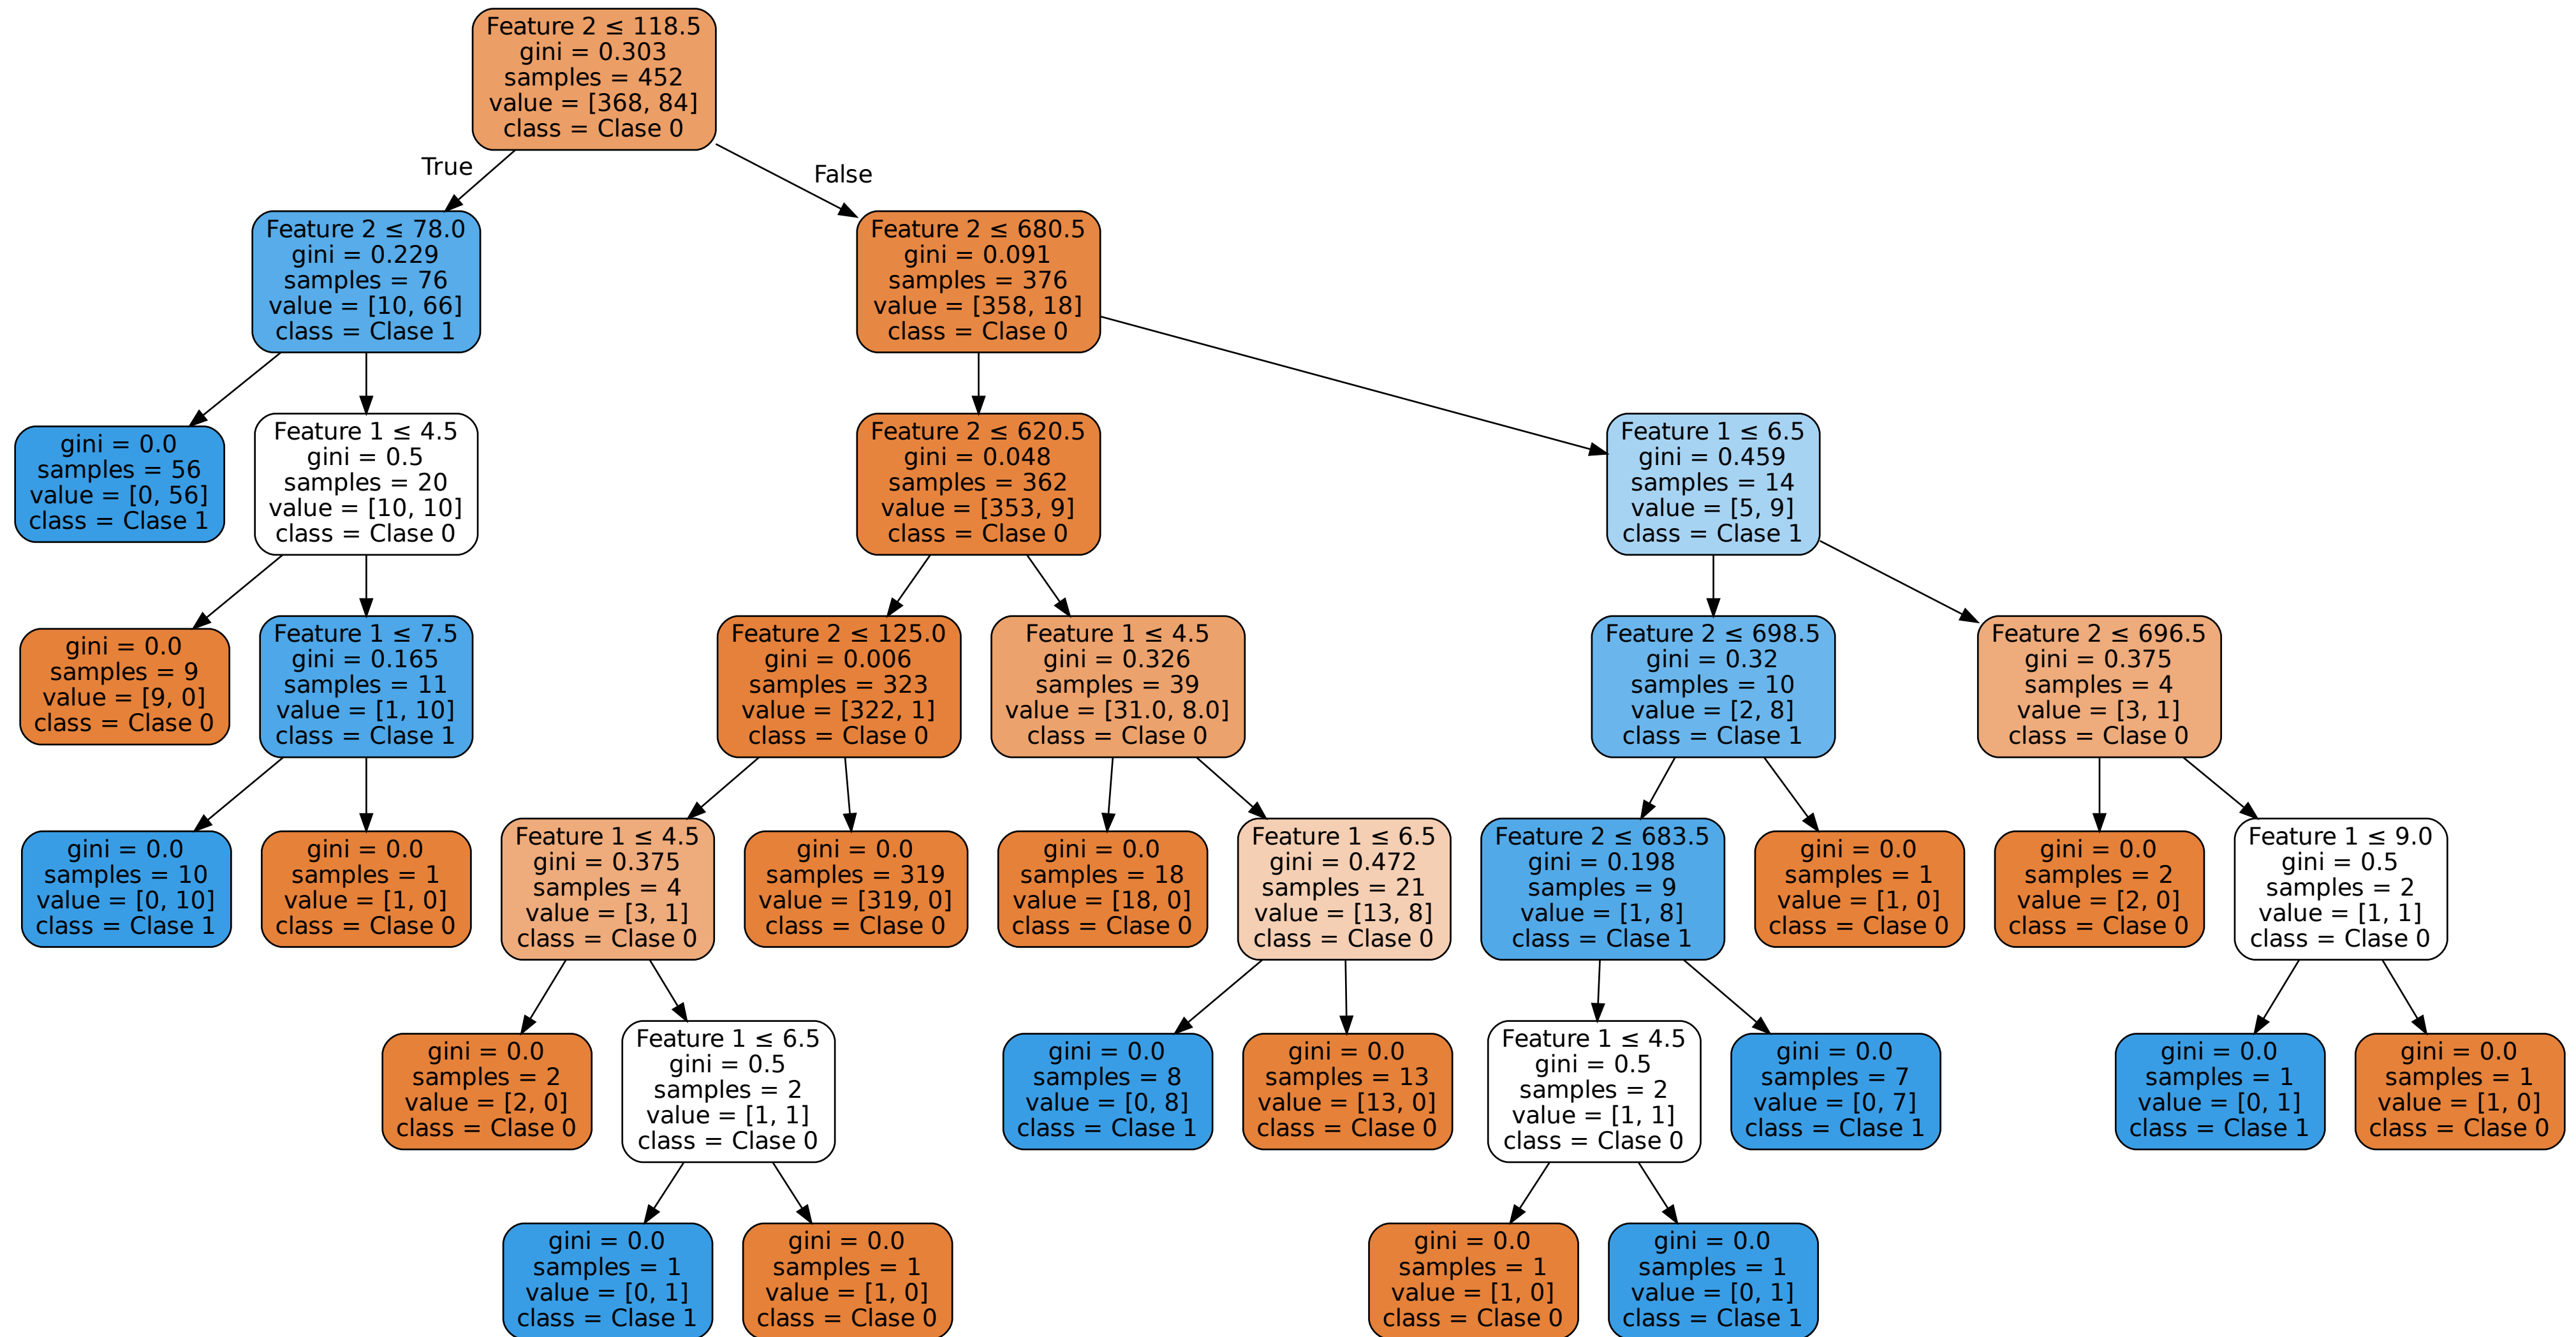 Feature 2 ≤ 118.5
gini = 0.303
samples = 452
value = [368, 84]
class = Clase 0
True
False
Feature 2 ≤ 78.0
gini = 0.229
samples = 76
value = [10, 66]
class = Clase 1
Feature 2 ≤ 680.5
gini = 0.091
samples = 376
value = [358, 18]
class = Clase 0
gini = 0.0
samples = 56
value = [0, 56]
class = Clase 1
Feature 1 ≤ 4.5
gini = 0.5
samples = 20
value = [10, 10]
class = Clase 0
Feature 2 ≤ 620.5
gini = 0.048
samples = 362
value = [353, 9]
class = Clase 0
Feature 1 ≤ 6.5
gini = 0.459
samples = 14
value = [5, 9]
class = Clase 1
gini = 0.0
samples = 9
value = [9, 0]
class = Clase 0
Feature 1 ≤ 7.5
gini = 0.165
samples = 11
value = [1, 10]
class = Clase 1
Feature 2 ≤ 125.0
gini = 0.006
samples = 323
value = [322, 1]
class = Clase 0
Feature 1 ≤ 4.5
gini = 0.326
samples = 39
value = [31.0, 8.0]
class = Clase 0
Feature 2 ≤ 698.5
gini = 0.32
samples = 10
value = [2, 8]
class = Clase 1
Feature 2 ≤ 696.5
gini = 0.375
samples = 4
value = [3, 1]
class = Clase 0
gini = 0.0
samples = 10
value = [0, 10]
class = Clase 1
gini = 0.0
samples = 1
value = [1, 0]
class = Clase 0
Feature 1 ≤ 4.5
gini = 0.375
samples = 4
value = [3, 1]
class = Clase 0
gini = 0.0
samples = 319
value = [319, 0]
class = Clase 0
gini = 0.0
samples = 18
value = [18, 0]
class = Clase 0
Feature 1 ≤ 6.5
gini = 0.472
samples = 21
value = [13, 8]
class = Clase 0
Feature 2 ≤ 683.5
gini = 0.198
samples = 9
value = [1, 8]
class = Clase 1
gini = 0.0
samples = 1
value = [1, 0]
class = Clase 0
gini = 0.0
samples = 2
value = [2, 0]
class = Clase 0
Feature 1 ≤ 9.0
gini = 0.5
samples = 2
value = [1, 1]
class = Clase 0
gini = 0.0
samples = 2
value = [2, 0]
class = Clase 0
Feature 1 ≤ 6.5
gini = 0.5
samples = 2
value = [1, 1]
class = Clase 0
gini = 0.0
samples = 8
value = [0, 8]
class = Clase 1
gini = 0.0
samples = 13
value = [13, 0]
class = Clase 0
Feature 1 ≤ 4.5
gini = 0.5
samples = 2
value = [1, 1]
class = Clase 0
gini = 0.0
samples = 7
value = [0, 7]
class = Clase 1
gini = 0.0
samples = 1
value = [0, 1]
class = Clase 1
gini = 0.0
samples = 1
value = [1, 0]
class = Clase 0
gini = 0.0
samples = 1
value = [0, 1]
class = Clase 1
gini = 0.0
samples = 1
value = [1, 0]
class = Clase 0
gini = 0.0
samples = 1
value = [1, 0]
class = Clase 0
gini = 0.0
samples = 1
value = [0, 1]
class = Clase 1